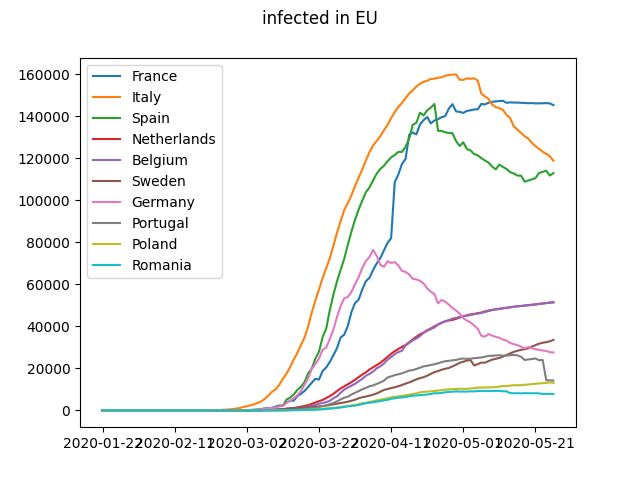 infected in EU
160000
140000
120000
100000
80000
60000
40000
20000
0
France
Italy
Spain
Netherlands
Belgium
Sweden
Germany
Portugal
Poland
Romania
2020-01-22 2020-02-11 2020-03-02 2020-03-22 2020-04-11 2020-05-01 2020-05-21